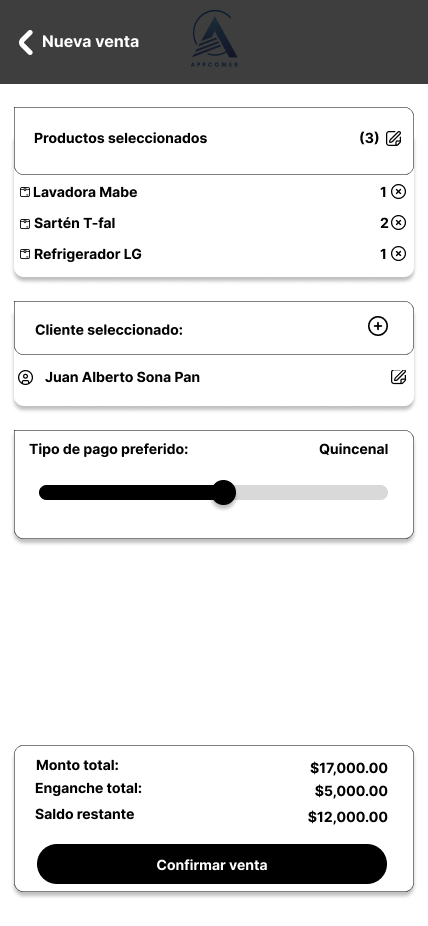 Nueva venta
APPCOMER
Productos seleccionados (3)
Lavadora Mabe 1
Sartén T-fal 2
Refrigerador LG 1
Cliente seleccionado:
Juan Alberto Sona Pan
Tipo de pago preferido: Quincenal
Monto total: $17,000.00
Enganche total: $5,000.00
Saldo restante $12,000.00
Confirmar venta